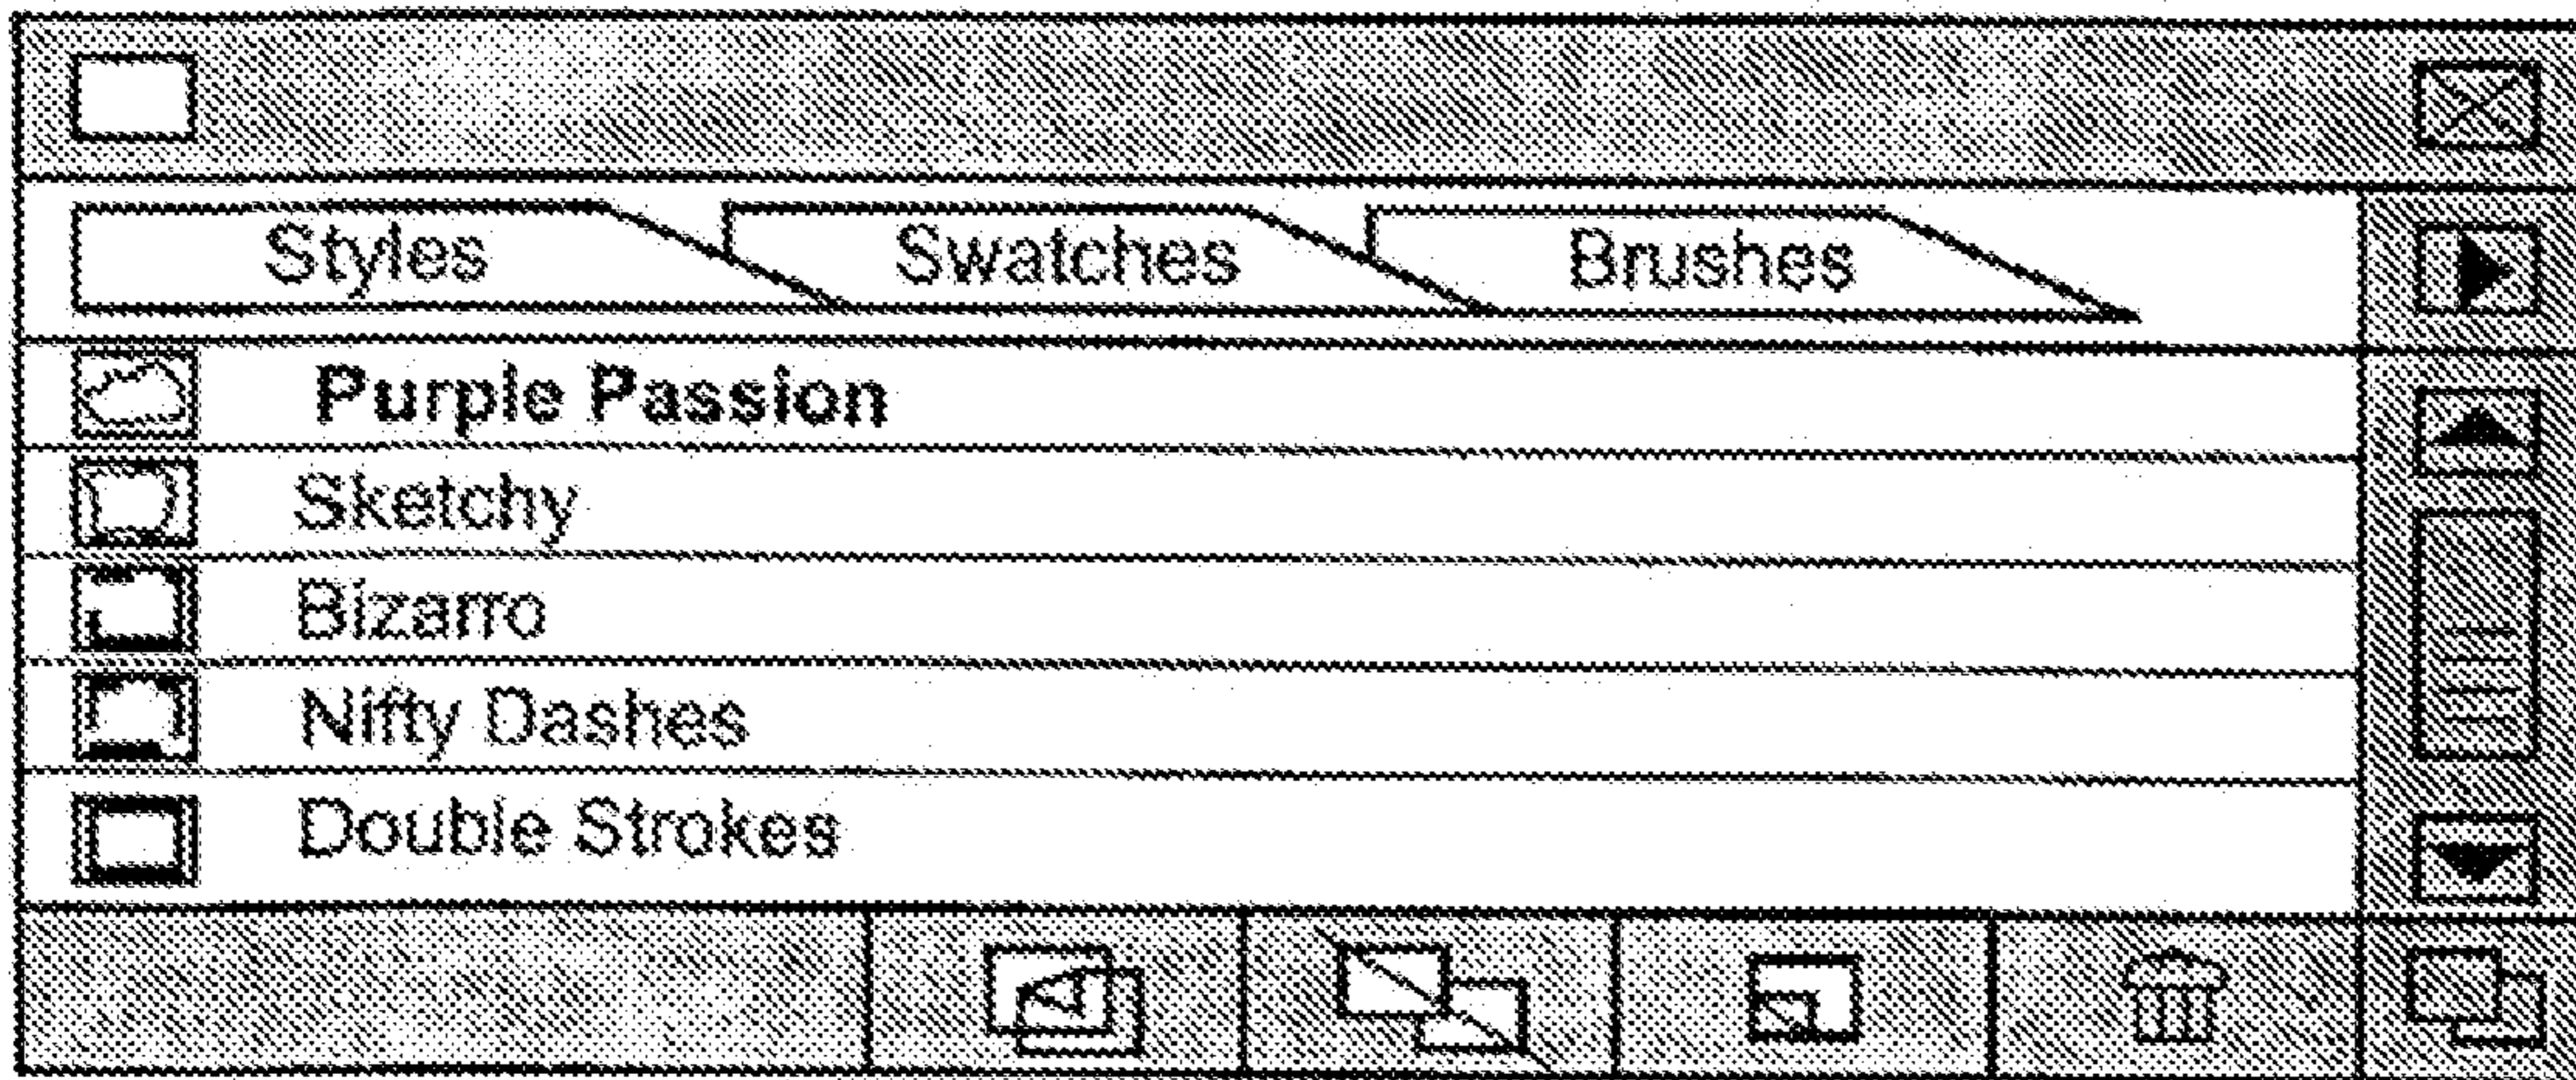 Styles Swatches Brushes
Purple Passion
Sketchy
Bizarro
Nifty Dashes
Double Strokes